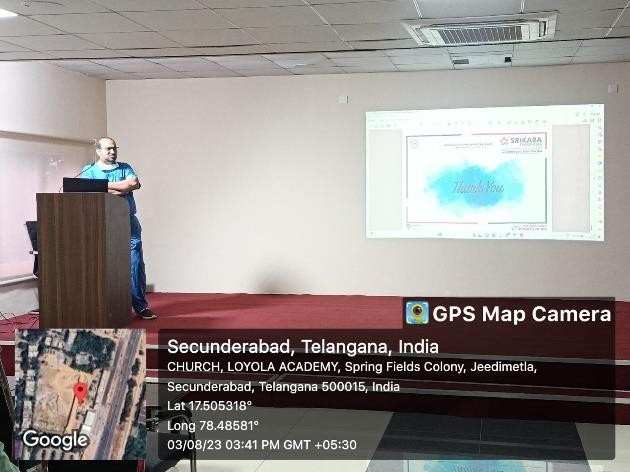 SRIKARA
Thank You
GPS Map Camera
Secunderabad, Telangana, India
CHURCH, LOYOLA ACADEMY, Spring Fields Colony, Jeedimetla,
Secunderabad, Telangana 500015, India
Lat 17.505318°
Long 78.48581°
03/08/23 03:41 PM GMT +05:30
Google